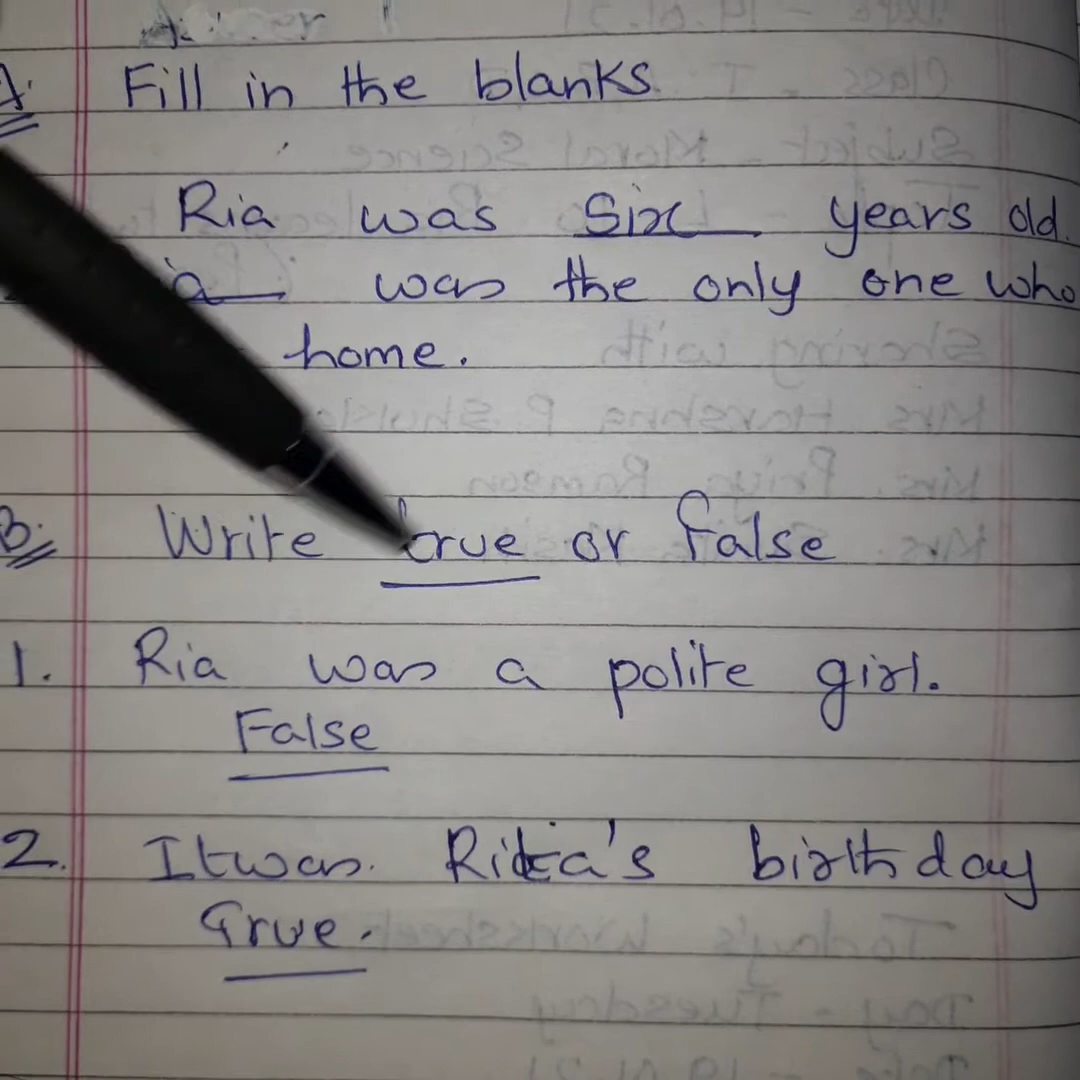 A. Fill in the blanks
Ria was Six years old.
a was the only one who
home.
B. Write true or false
1. Ria was a polite girl.
False
2. It was Ritea's birthday
True.